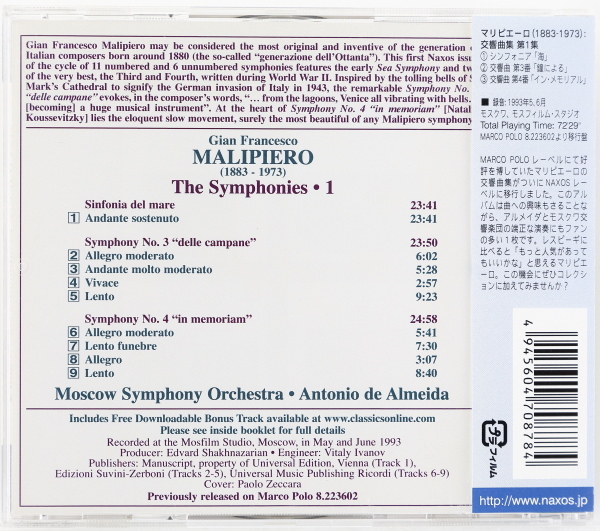 Gian Francesco Malipiero may be considered the most original and inventive of the generation
Italian composers born around 1880 (the so-called “generazione dell'Ottanta”). This first Naxos
of the cycle of 11 numbered and 6 unnumbered symphonies features the early Sea Symphony and
of the very best, the Third and Fourth, written during World War II. Inspired by the tolling bells of
Mark's Cathedral to signify the German invasion of Italy in 1943, the remarkable Symphony No.
“delle campane” evokes, in the composer's words, “… from the lagoons, Venice all vibrating with bells.
[becoming] a huge musical instrument”. At the heart of Symphony No. 4 “in memoriam” [Natal
Koussevitzky] lies the eloquent slow movement, surely the most beautiful of any Malipiero symphony
Gian Francesco
MALIPIERO
(1883 - 1973)
The Symphonies • 1
Sinfonia del mare 23:41
1 Andante sostenuto 23:41
Symphony No. 3 “delle campane” 23:50
2 Allegro moderato 6:02
3 Andante molto moderato 5:28
4 Vivace 2:57
5 Lento 9:23
Symphony No. 4 “in memoriam” 24:58
6 Allegro moderato 5:41
7 Lento funebre 7:30
8 Allegro 3:07
9 Lento 8:40
Moscow Symphony Orchestra • Antonio de Almeida
Includes Free Downloadable Bonus Track available at www.classicsonline.com
Please see inside booklet for full details
Recorded at the Mosfilm Studio, Moscow, in May and June 1993
Producer: Edvard Shakhnazarian • Engineer: Vitaly Ivanov
Publishers: Manuscript, property of Universal Edition, Vienna (Track 1),
Edizioni Suvini-Zerboni (Tracks 2-5), Universal Music Publishing Ricordi (Tracks 6-9)
Cover: Paolo Zeccara
Previously released on Marco Polo 8.223602
マリピエーロ(1883-1973):
交響曲集 第1集
①シンフォニア「海」
②交響曲 第3番「鐘による」
③交響曲 第4番「イン・メモリアル」
■ 録音:1993年5,6月
モスクワ, モスフィルム・スタジオ
Total Playing Time: 72'29"
MARCO POLO 8.223602より移行盤
MARCO POLO レーベルにて好
評を博していたマリピエーロの
交響曲集がついにNAXOSレーベ
ルに移行しました。このア
ルバムは曲への興味もさることな
がら、アルメイダとモスクワ交
響楽団の端正な演奏にもファン
の多い1枚です。レスピーギに
比べると「もっと人気があって
もいいかな」と思えるマリピエ
ーロ。この機会にぜひコレクシ
ョンに加えてみませんか?
4 945604 708784
プラ
フィルム
http://www.naxos.jp